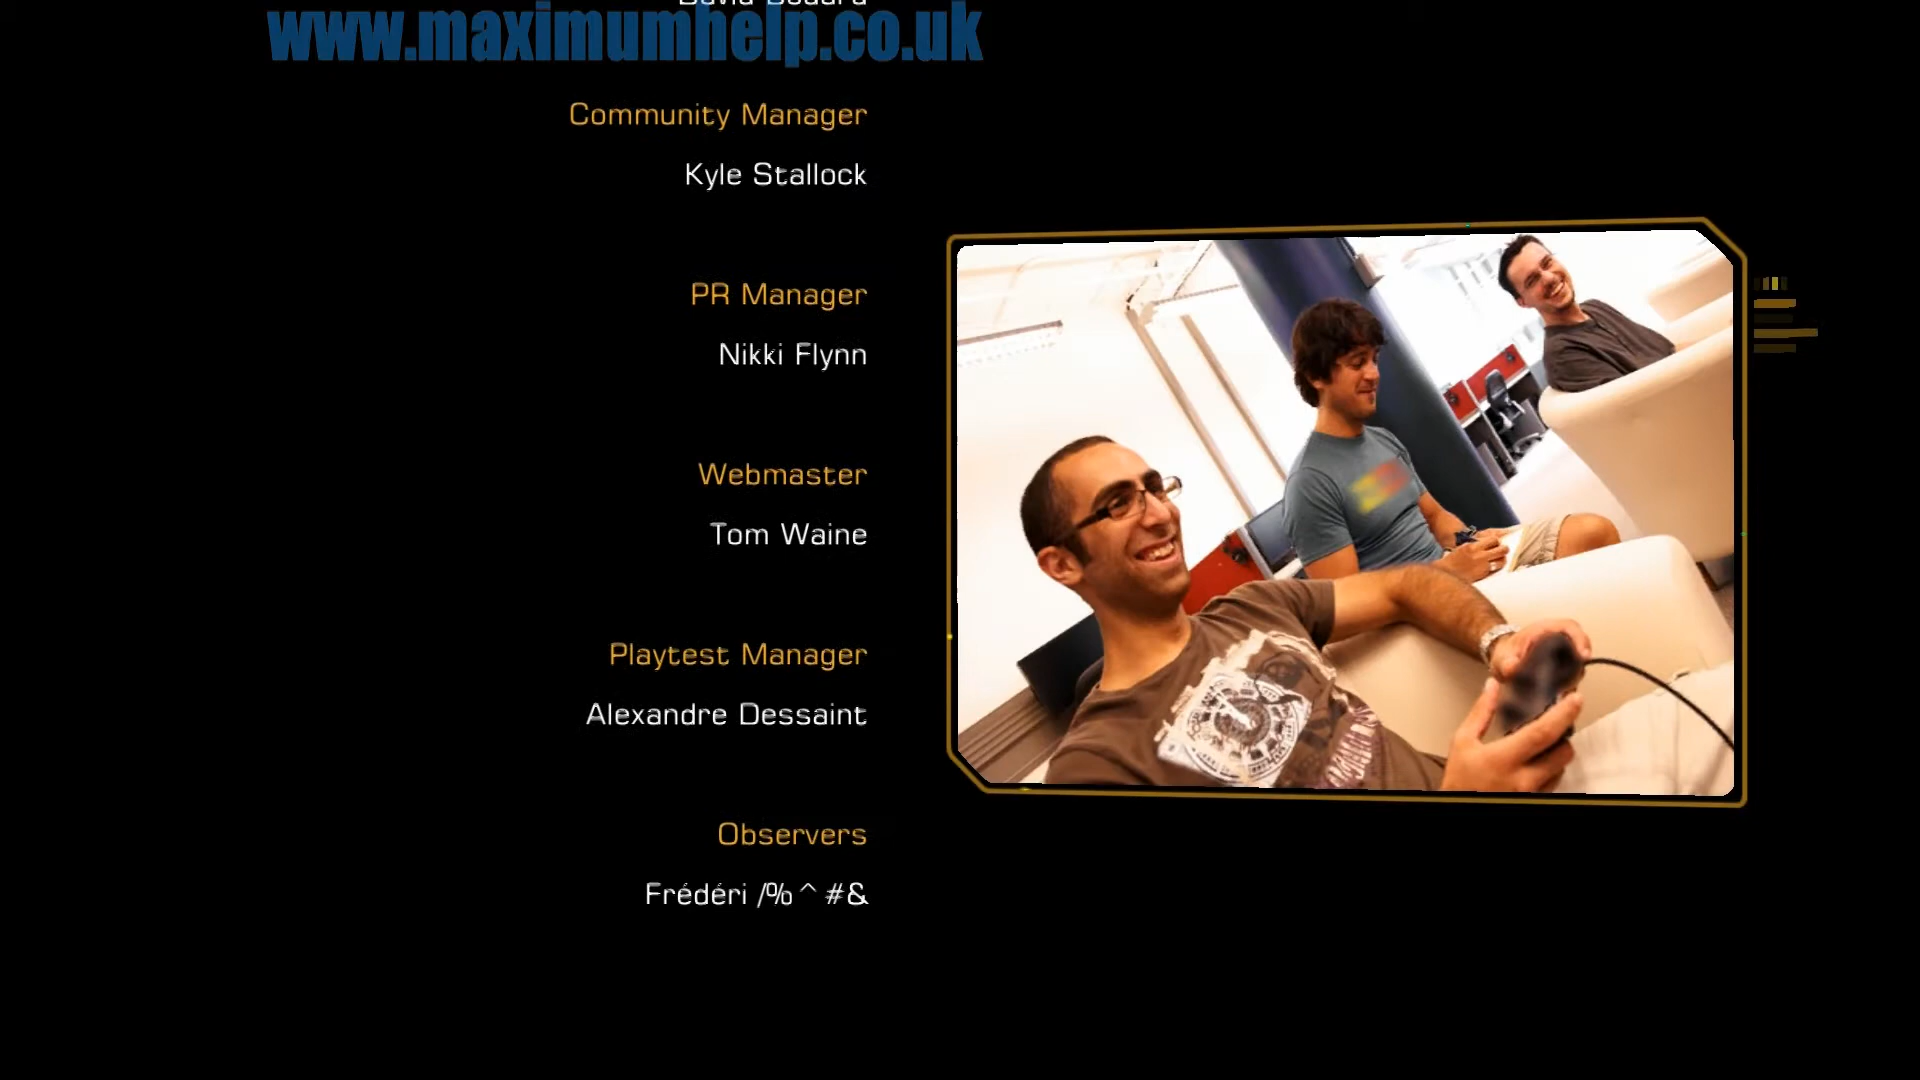 www.maximumhelp.co.uk
Community Manager
Kyle Stallock
PR Manager
Nikki Flynn
Webmaster
Tom Waine
Playtest Manager
Alexandre Dessaint
Observers
Frédéri /%^#&